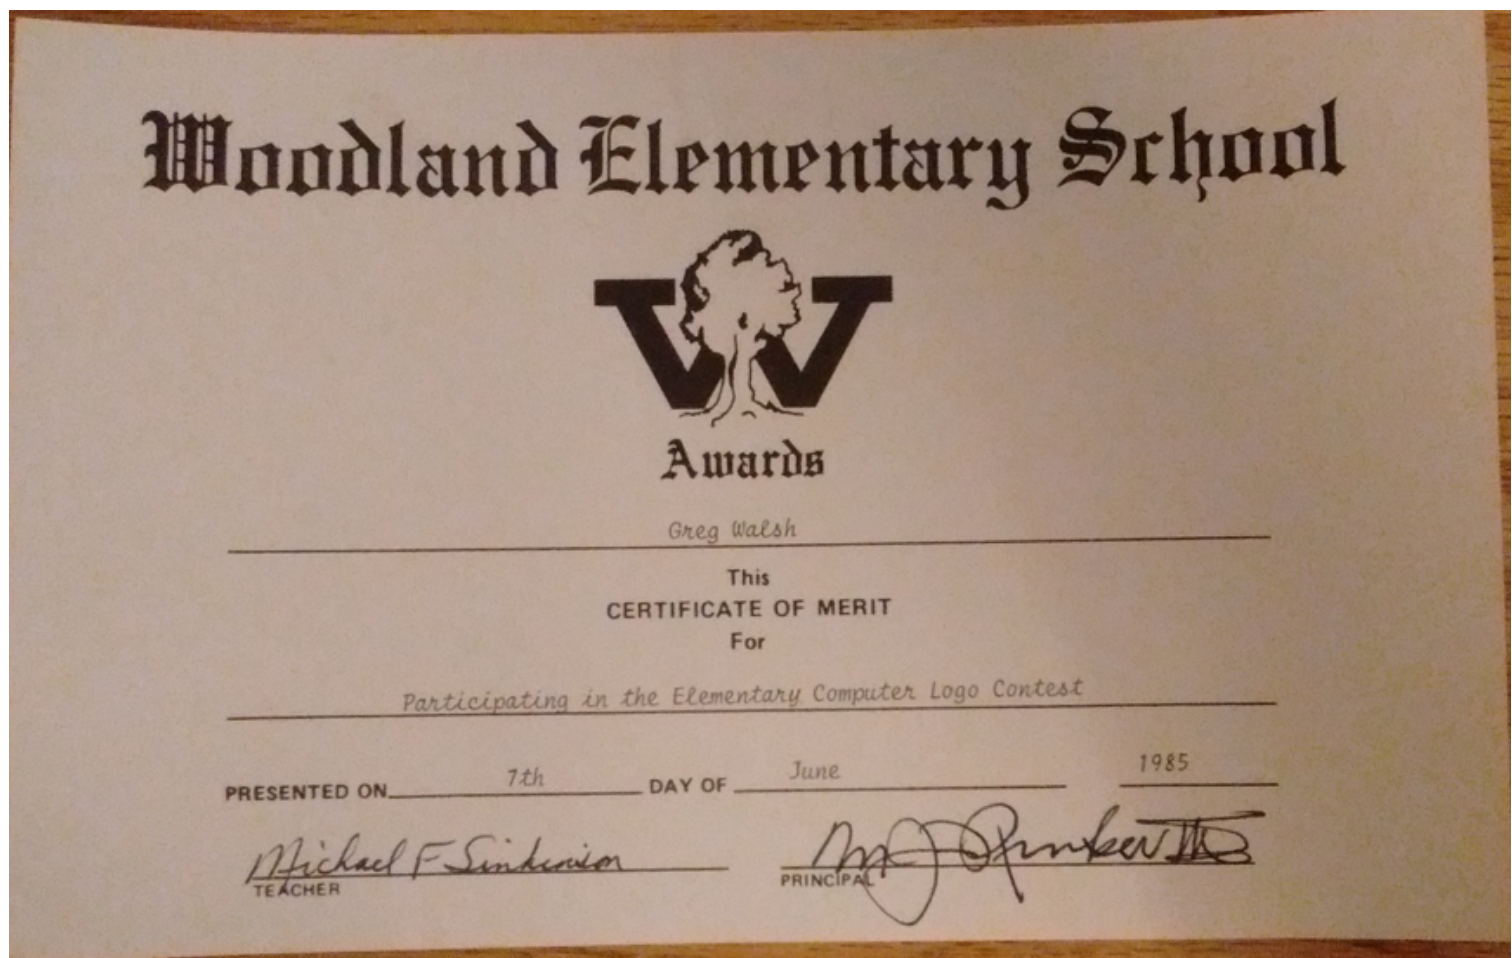 Woodland Elementary School
W
Awards
Greg Walsh
This
CERTIFICATE OF MERIT
For
Participating in the Elementary Computer Logo Contest
PRESENTED ON 7th DAY OF June 1985
Michael F
TEACHER
PRINCIPAL